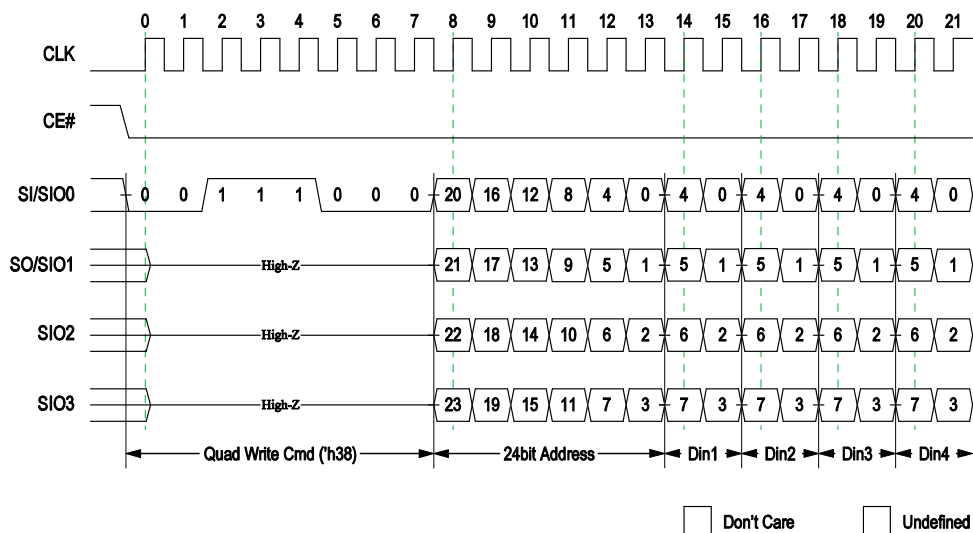 0 1 2 3 4 5 6 7 8 9 10 11 12 13 14 15 16 17 18 19 20 21
CLK
CE#
SI/SIO0 0 0 1 1 1 0 0 0 20 16 12 8 4 0 4 0 4 0 4 0 4 0
SO/SIO1 High-Z 21 17 13 9 5 1 5 1 5 1 5 1 5 1
SIO2 High-Z 22 18 14 10 6 2 6 2 6 2 6 2 6 2
SIO3 High-Z 23 19 15 11 7 3 7 3 7 3 7 3 7 3
Quad Write Cmd ('h38) 24bit Address Din1 Din2 Din3 Din4
Don't Care Undefined